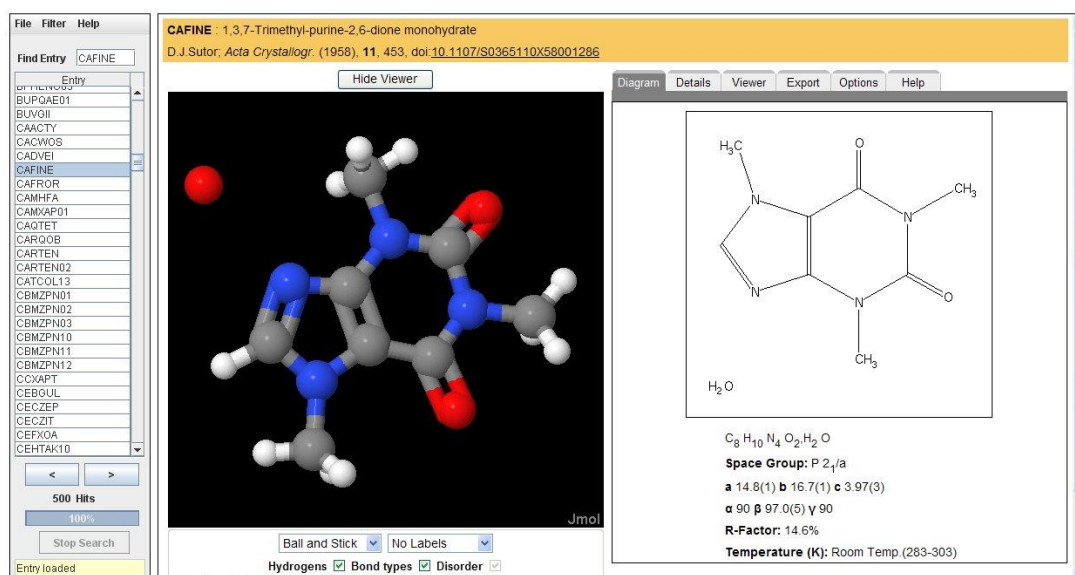 File Filter Help
Find Entry CAFINE
Entry
BUPQAE01
BUVGII
CAACTY
CACWOS
CADVEI
CAFINE
CAFROR
CAMHFA
CAMXAP01
CAQTET
CARQOB
CARTEN
CARTEN02
CATCOL13
CBMZPN01
CBMZPN02
CBMZPN03
CBMZPN10
CBMZPN11
CBMZPN12
CCXAPT
CEBGUL
CECZEP
CECZIT
CEFXOA
CEHTAK10
< >
500 Hits
100%
Stop Search
Entry loaded
CAFINE : 1,3,7-Trimethyl-purine-2,6-dione monohydrate
D.J.Sutor; Acta Crystallogr. (1958), 11, 453, doi:10.1107/S0365110X58001286
Hide Viewer
Jmol
Ball and Stick No Labels
Hydrogens Bond types Disorder
Diagram Details Viewer Export Options Help
H3C
O
CH3
N
N
N
N
O
CH3
H2O
C8 H10 N4 O2.H2 O
Space Group: P 21/a
a 14.8(1) b 16.7(1) c 3.97(3)
α 90 β 97.0(5) γ 90
R-Factor: 14.6%
Temperature (K): Room Temp.(283-303)